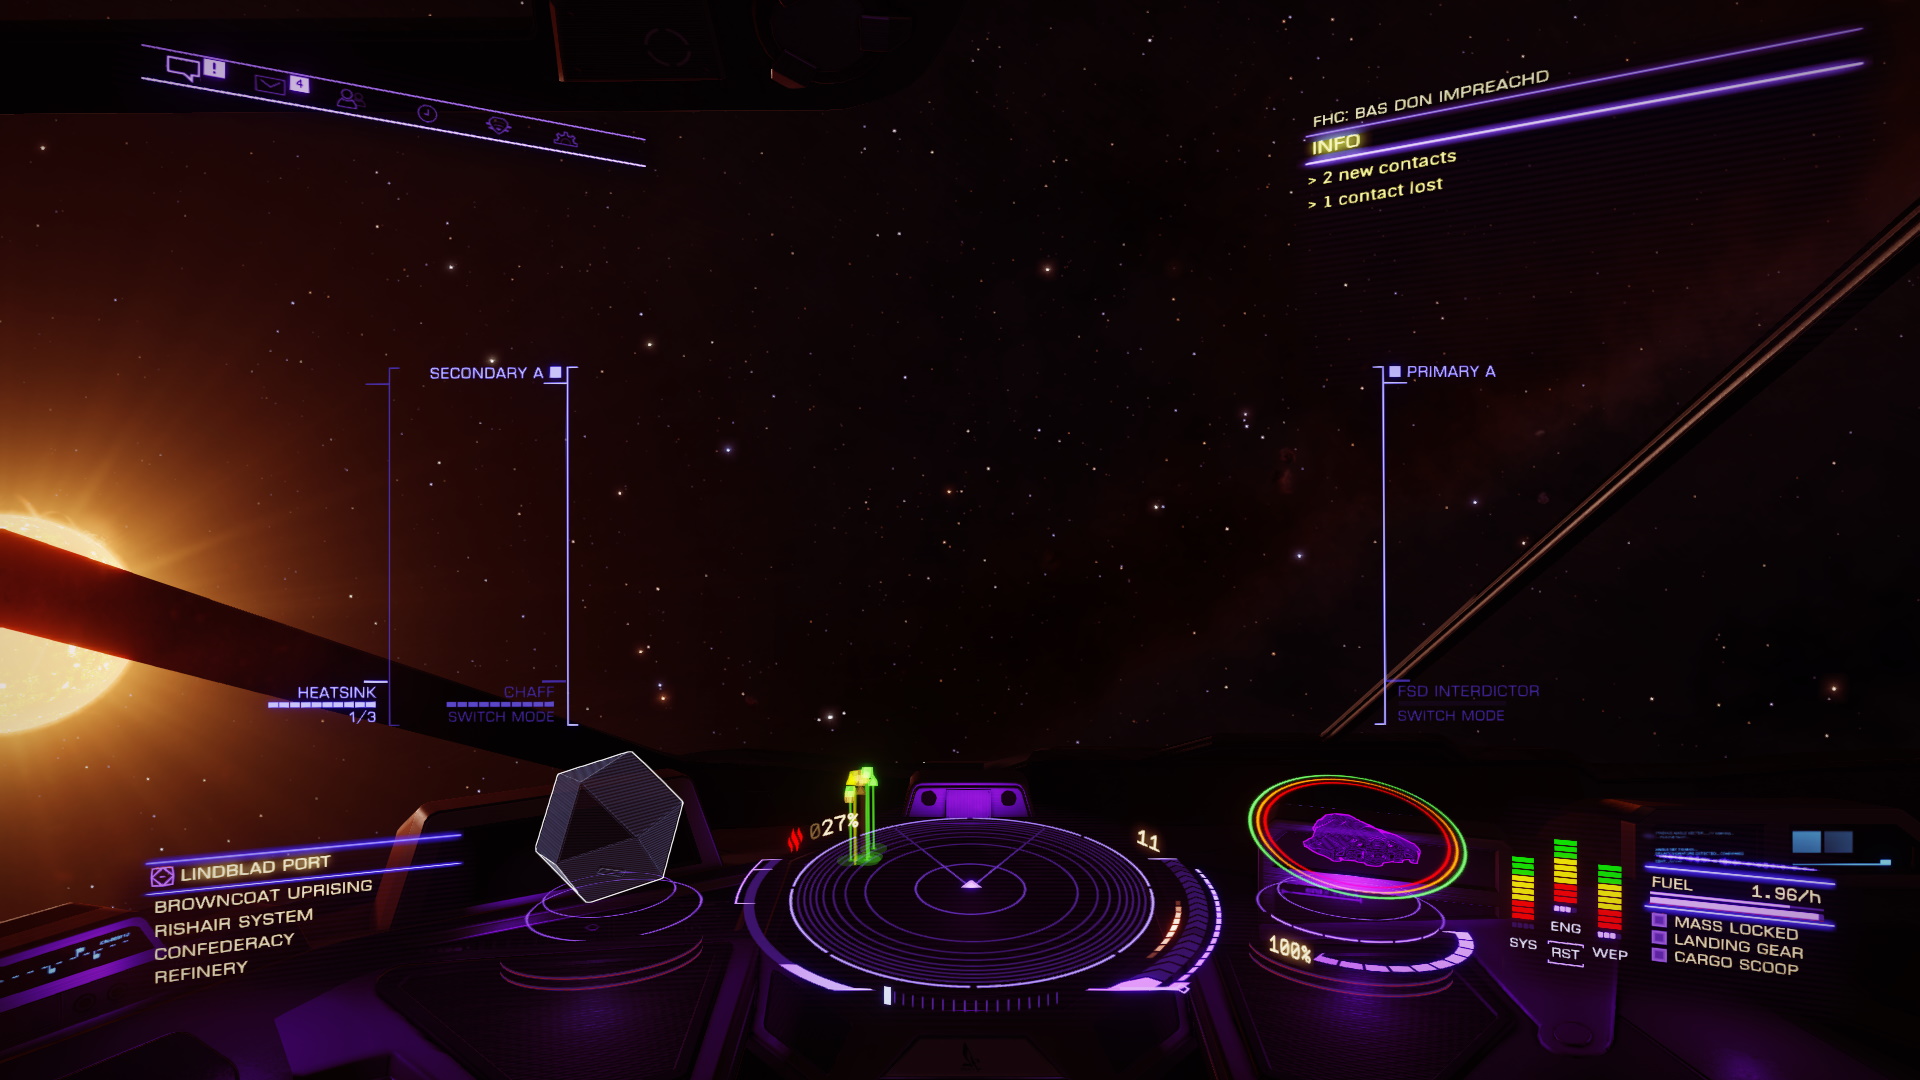 4
FHC: BAS DON IMPREACHD
INFO
> 2 new contacts
> 1 contact lost
SECONDARY A
PRIMARY A
HEATSINK
1/3
CHAFF
SWITCH MODE
FSD INTERDICTOR
SWITCH MODE
027%
11
LINDBLAD PORT
BROWNCOAT UPRISING
RISHAIR SYSTEM
CONFEDERACY
REFINERY
100%
SYS
ENG
RST
WEP
FUEL 1.96/h
MASS LOCKED
LANDING GEAR
CARGO SCOOP